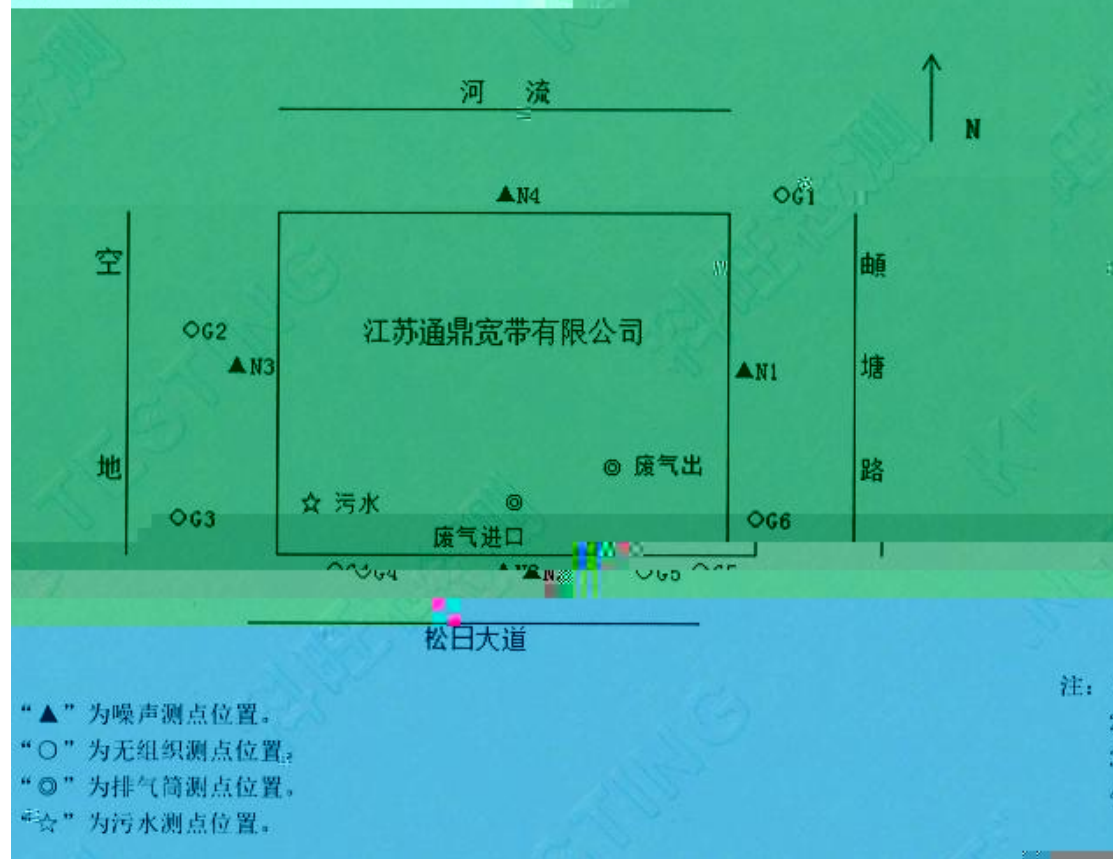 河 流
N
▲N4
○G1
空
頔
○G2
江苏通鼎宽带有限公司
▲N3
▲N1
塘
地
◎ 废气出
路
☆ 污水
◎
○G3
废气进口
○G6
○G4
○G5
松日大道
注:
“▲”为噪声测点位置。
“○”为无组织测点位置。
“◎”为排气筒测点位置。
“☆”为污水测点位置。